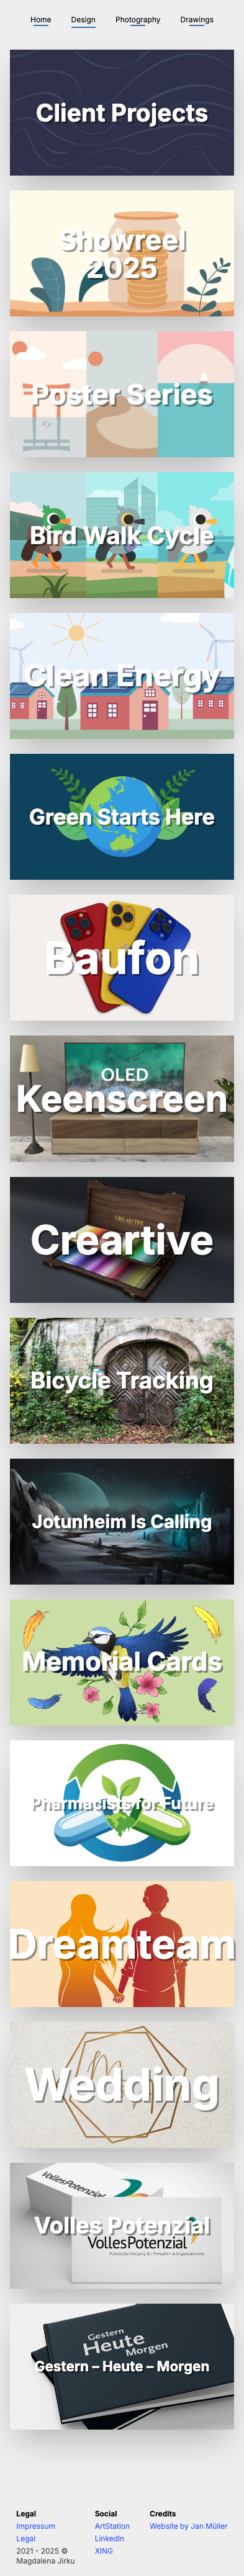 Home Design Photography Drawings
Client Projects
Showreel
2025
Poster Series
Bird Walk Cycle
Clean Energy
Green Starts Here
Baufon
OLED
Keenscreen
CREARTIVE
Creartive
Bicycle Tracking
Jotunheim Is Calling
Memorial Cards
Pharmacists for Future
Dreamteam
Wedding
VollesPotenzial
Volles Potenzial
VollesPotenzial
Gestern
Heute
Morgen
Gestern – Heute – Morgen
Legal
Impressum
Legal
2021 - 2025 ©
Magdalena Jirku
Social
ArtStation
LinkedIn
XING
Credits
Website by Jan Müller